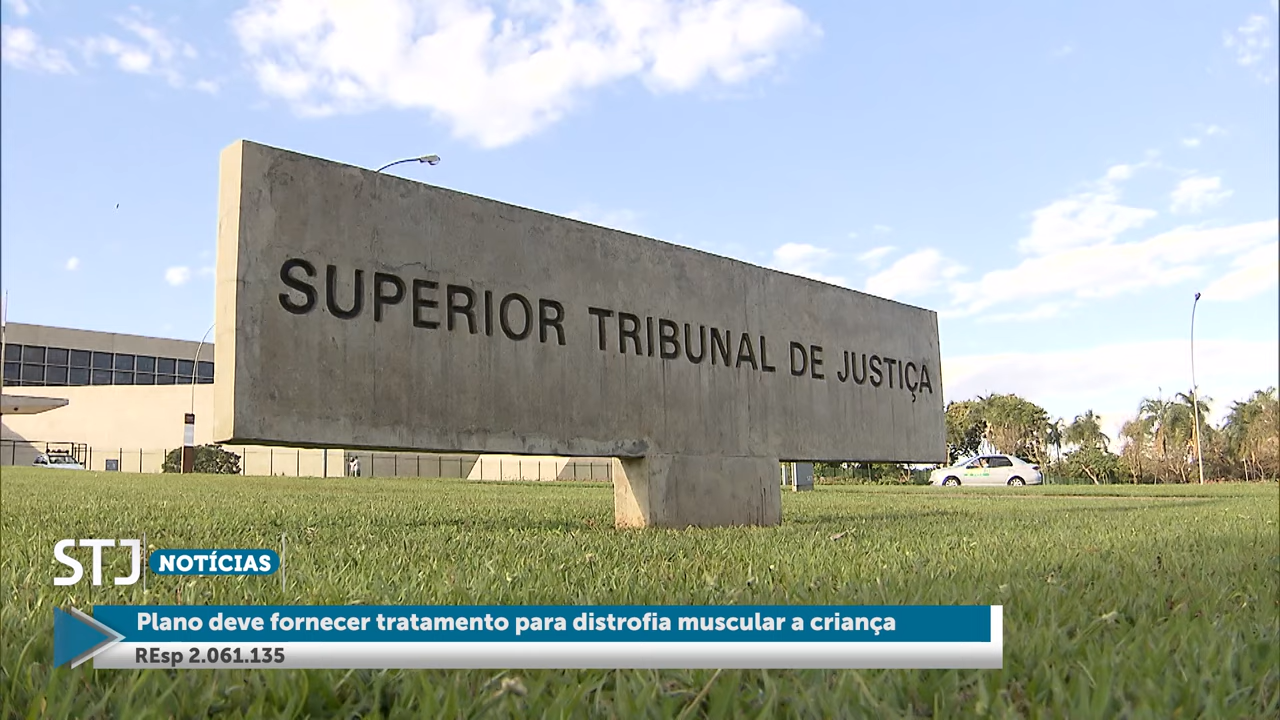 SUPERIOR TRIBUNAL DE JUSTIÇA
STJ NOTÍCIAS
Plano deve fornecer tratamento para distrofia muscular a criança
REsp 2.061.135